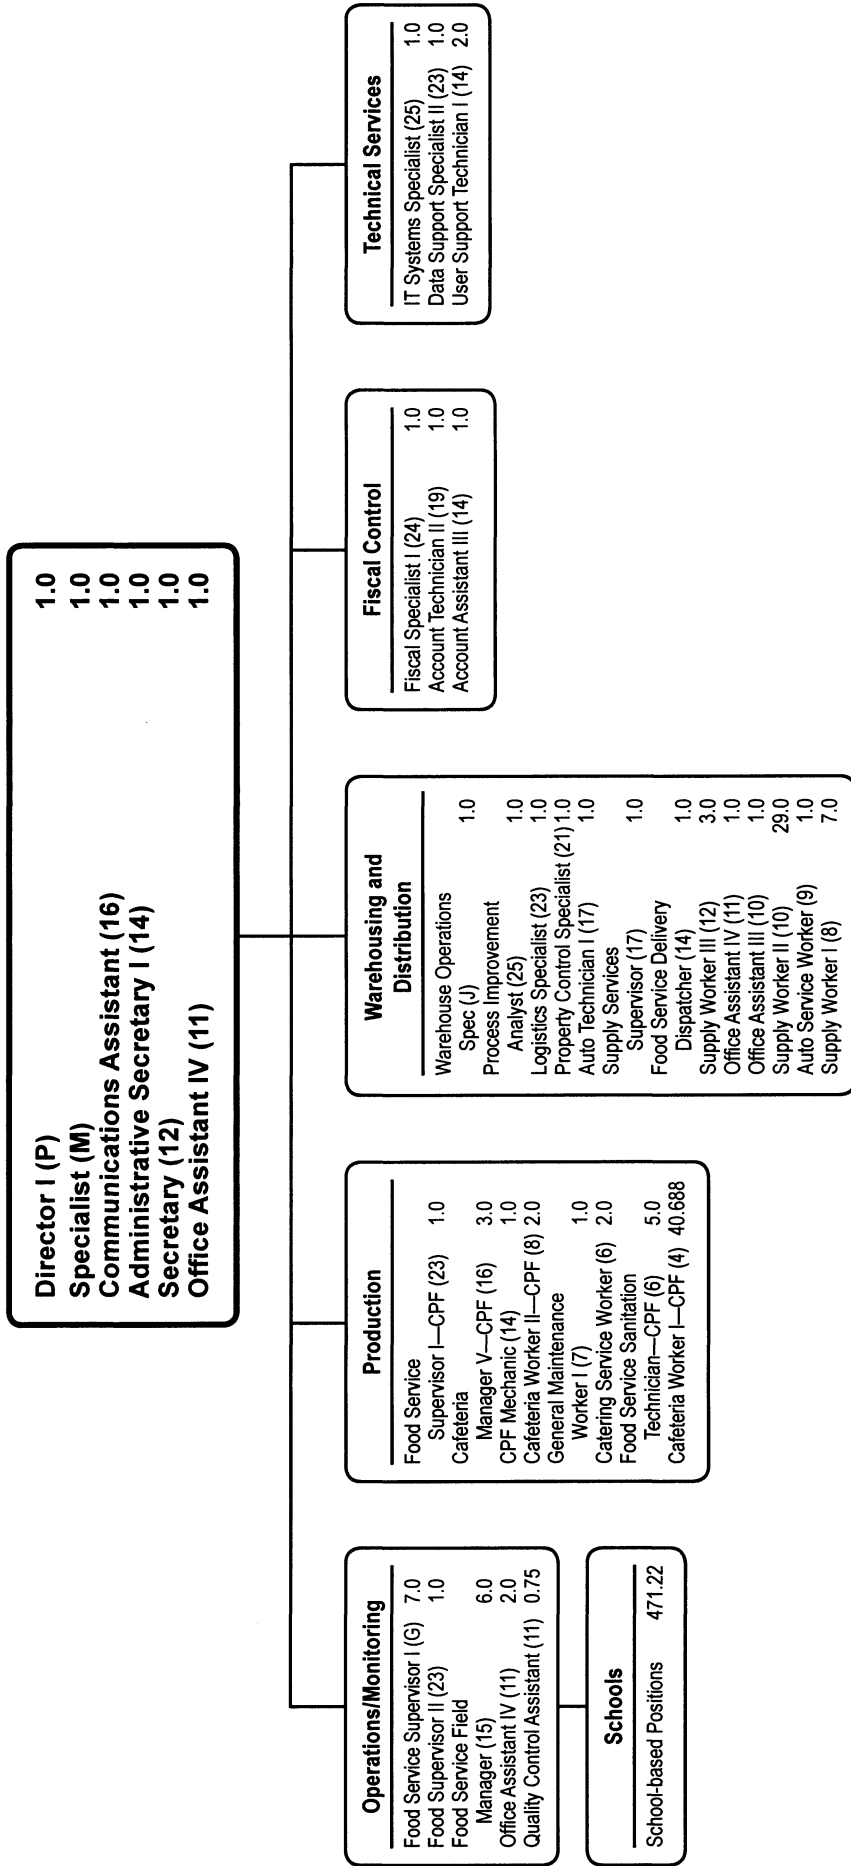 Director I (P) 1.0
Specialist (M) 1.0
Communications Assistant (16) 1.0
Administrative Secretary I (14) 1.0
Secretary (12) 1.0
Office Assistant IV (11) 1.0
Operations/Monitoring
Food Service Supervisor I (G) 7.0
Food Supervisor II (23) 1.0
Food Service Field
Manager (15) 6.0
Office Assistant IV (11) 2.0
Quality Control Assistant (11) 0.75
Schools
School-based Positions 471.22
Production
Food Service
Supervisor I—CPF (23) 1.0
Cafeteria
Manager V—CPF (16) 3.0
CPF Mechanic (14) 1.0
Cafeteria Worker II—CPF (8) 2.0
General Maintenance
Worker I (7) 1.0
Catering Service Worker (6) 2.0
Food Service Sanitation
Technician—CPF (6) 5.0
Cafeteria Worker I—CPF (4) 40.688
Warehousing and
Distribution
Warehouse Operations
Spec (J) 1.0
Process Improvement
Analyst (25) 1.0
Logistics Specialist (23) 1.0
Property Control Specialist (21) 1.0
Auto Technician I (17) 1.0
Supply Services
Supervisor (17) 1.0
Food Service Delivery
Dispatcher (14) 1.0
Supply Worker III (12) 3.0
Office Assistant IV (11) 1.0
Office Assistant III (10) 1.0
Supply Worker II (10) 29.0
Auto Service Worker (9) 1.0
Supply Worker I (8) 7.0
Fiscal Control
Fiscal Specialist I (24) 1.0
Account Technician II (19) 1.0
Account Assistant III (14) 1.0
Technical Services
IT Systems Specialist (25) 1.0
Data Support Specialist II (23) 1.0
User Support Technician I (14) 2.0